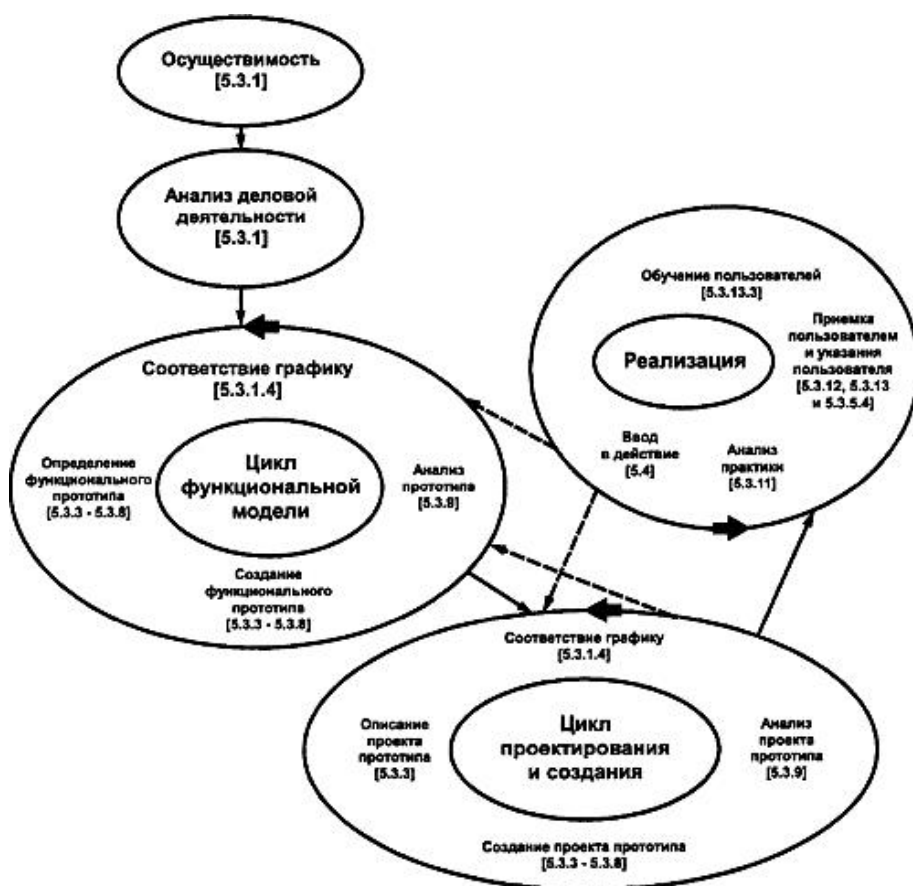 Осуществимость
[5.3.1]
Анализ деловой
деятельности
[5.3.1]
Соответствие графику
[5.3.1.4]
Определение
функционального
прототипа
[5.3.3 - 5.3.8]
Цикл
функциональной
модели
Анализ
прототипа
[5.3.9]
Создание
функционального
прототипа
[5.3.3 - 5.3.8]
Обучение пользователей
[5.3.13.3]
Реализация
Приемка
пользователем
и указания
пользователя
[5.3.12, 5.3.13
и 5.3.5.4]
Ввод
в действие
[5.4]
Анализ
практики
[5.3.11]
Соответствие графику
[5.3.1.4]
Описание
проекта
прототипа
[5.3.3]
Цикл
проектирования
и создания
Анализ
проекта
прототипа
[5.3.9]
Создание проекта прототипа
[5.3.3 - 5.3.8]